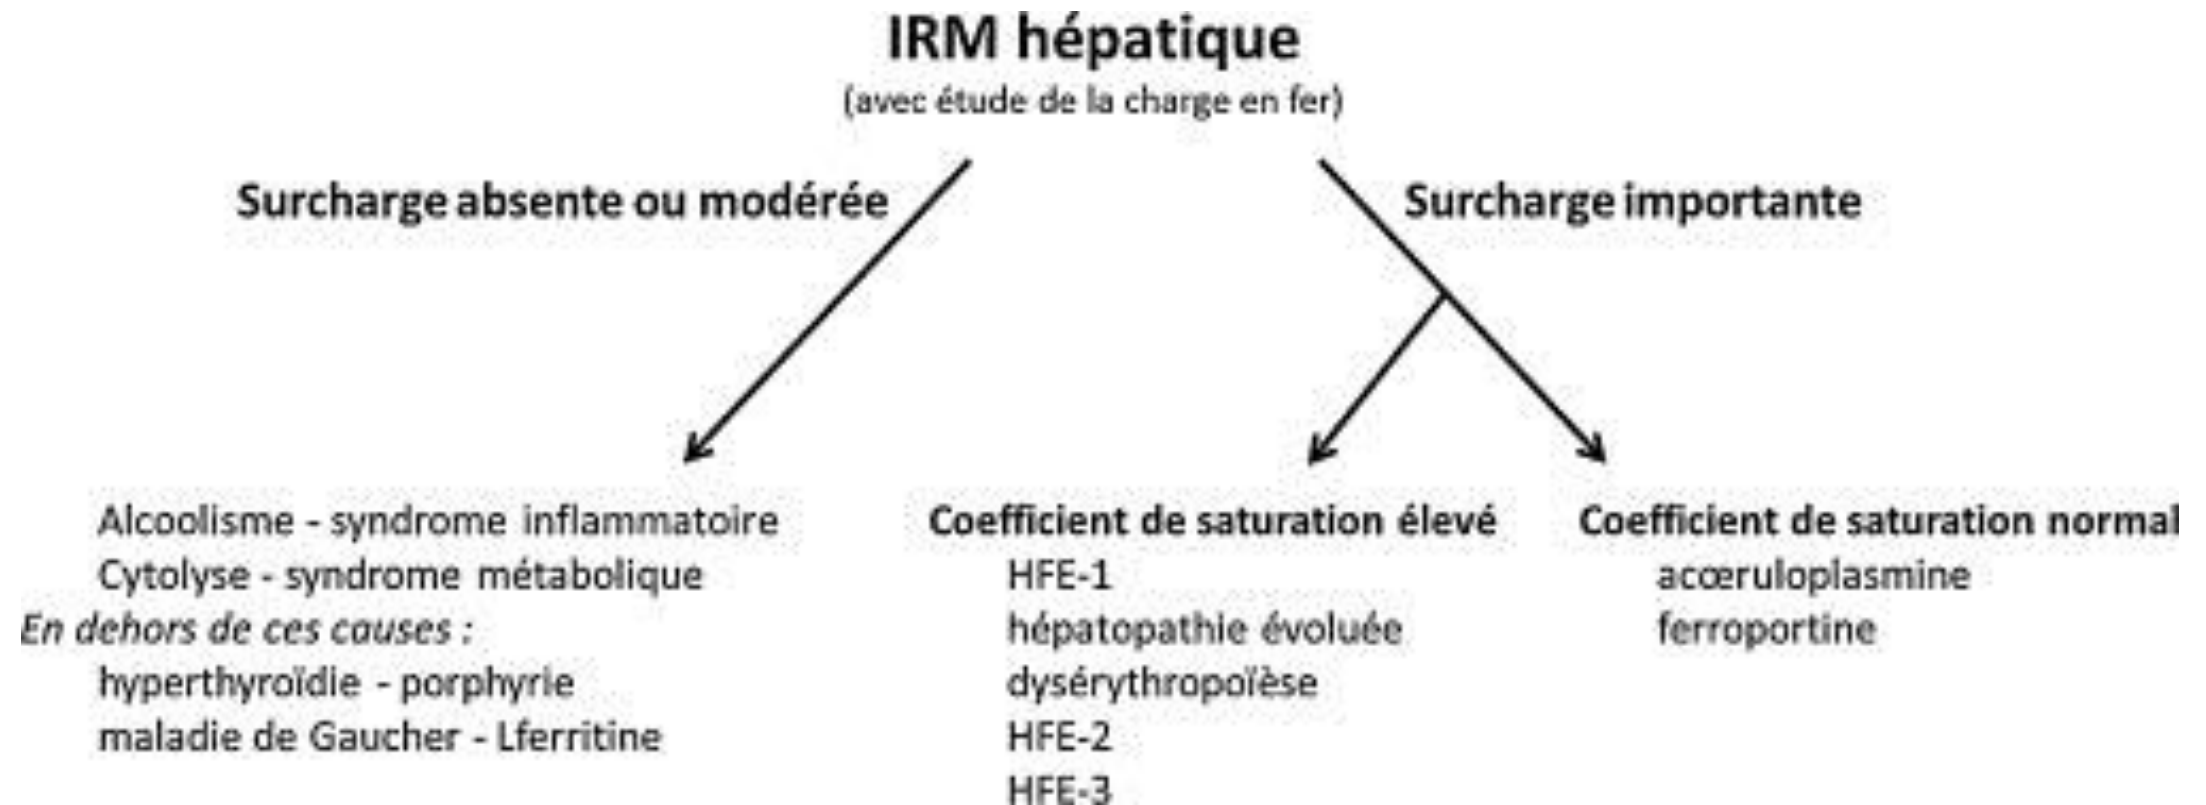 IRM hépatique
(avec étude de la charge en fer)
Surcharge absente ou modérée
Surcharge importante
Alcoolisme - syndrome inflammatoire
Cytolyse - syndrome métabolique
En dehors de ces causes :
hyperthyroïdie - porphyrie
maladie de Gaucher - Lferritine
Coefficient de saturation élevé
HFE-1
hépatopathie évoluée
dysérythropoïèse
HFE-2
HFE-3
Coefficient de saturation normal
acœruloplasmine
ferroportine